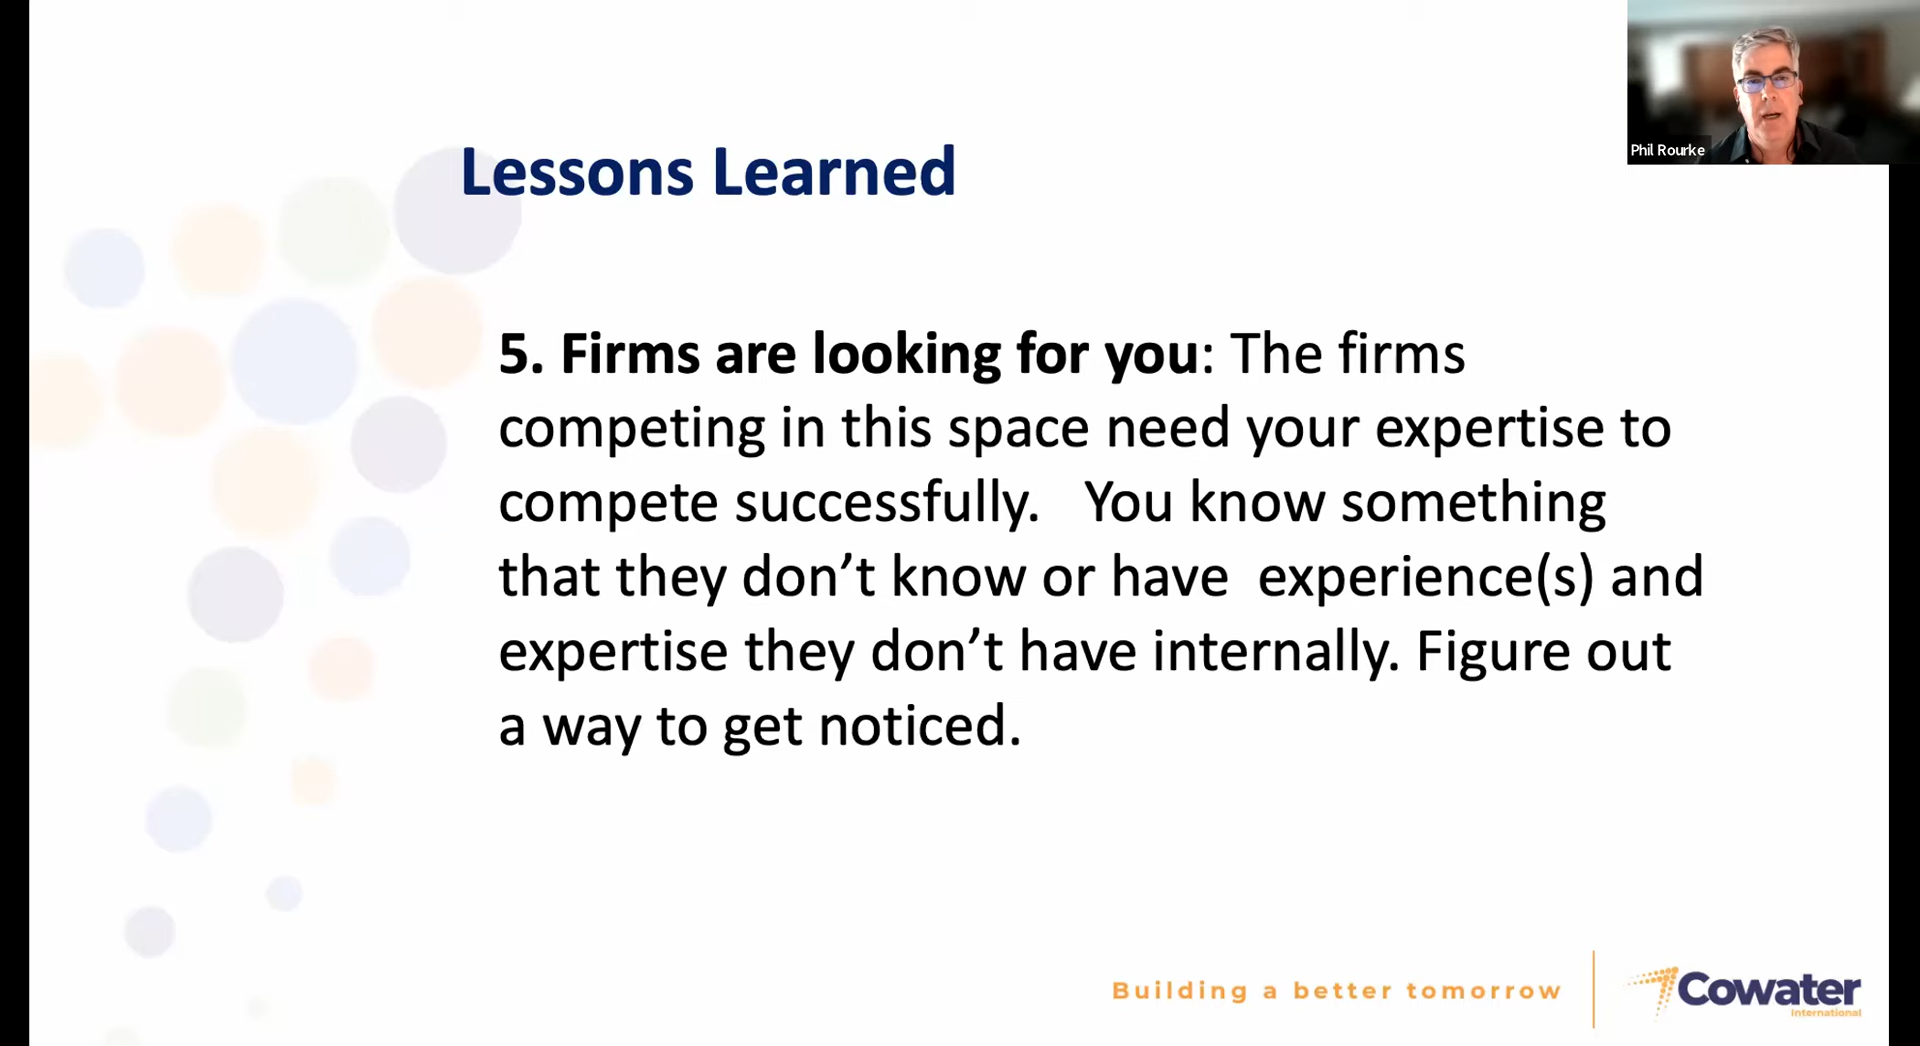 Phil Rourke
Lessons Learned
5. Firms are looking for you: The firms
competing in this space need your expertise to
compete successfully.   You know something
that they don’t know or have  experience(s) and
expertise they don’t have internally. Figure out
a way to get noticed.
Building a better tomorrow
Cowater
International